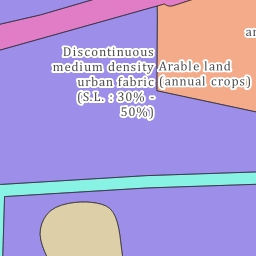 Discontinuous
medium density
urban fabric
(S.L. : 30% -
50%)
Arable land
(annual crops)